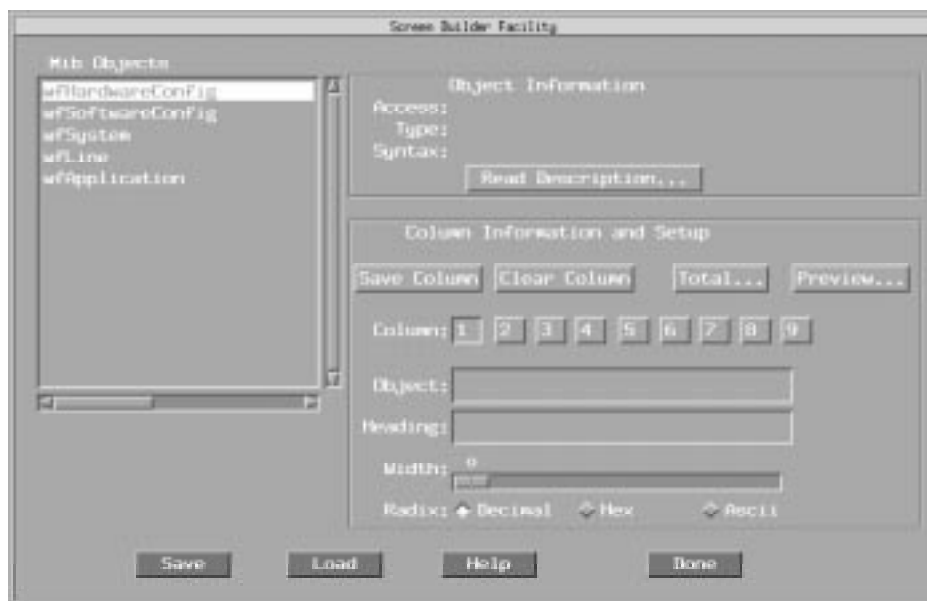 Screen Builder Facility
Mib Objects
wfHardwareConfig
wfSoftwareConfig
wfSystem
wfLine
wfApplication
Object Information
Access:
Type:
Syntax:
Read Description...
Column Information and Setup
Save Column Clear Column Total... Preview...
Column: 1 2 3 4 5 6 7 8 9
Object:
Heading:
Width: 0
Radix: Decimal Hex Ascii
Save Load Help Done